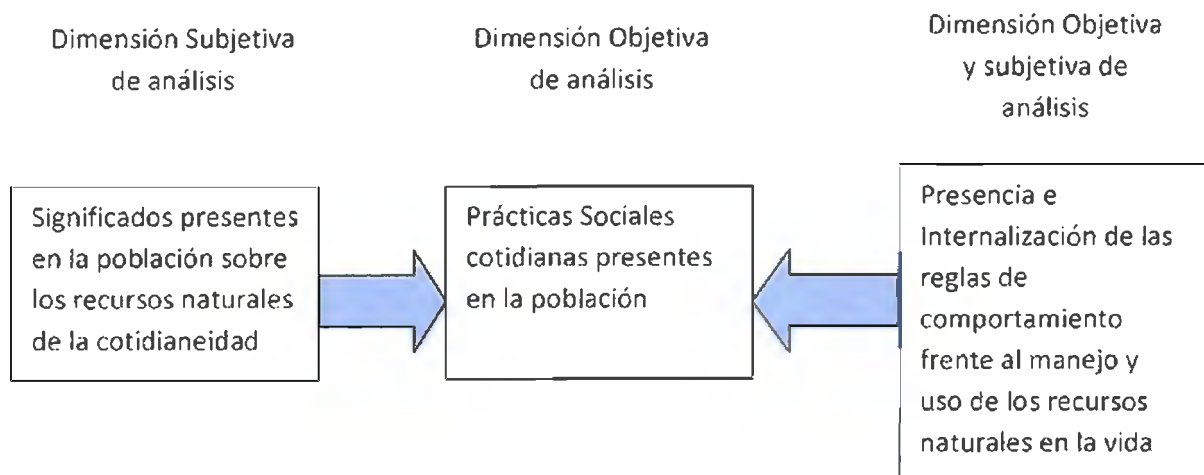 Dimensión Subjetiva
de análisis
Dimensión Objetiva
de análisis
Dimensión Objetiva
y subjetiva de
análisis
Significados presentes
en la población sobre
los recursos naturales
de la cotidianeidad
Prácticas Sociales
cotidianas presentes
en la población
Presencia e
Internalización de las
reglas de
comportamiento
frente al manejo y
uso de los recursos
naturales en la vida